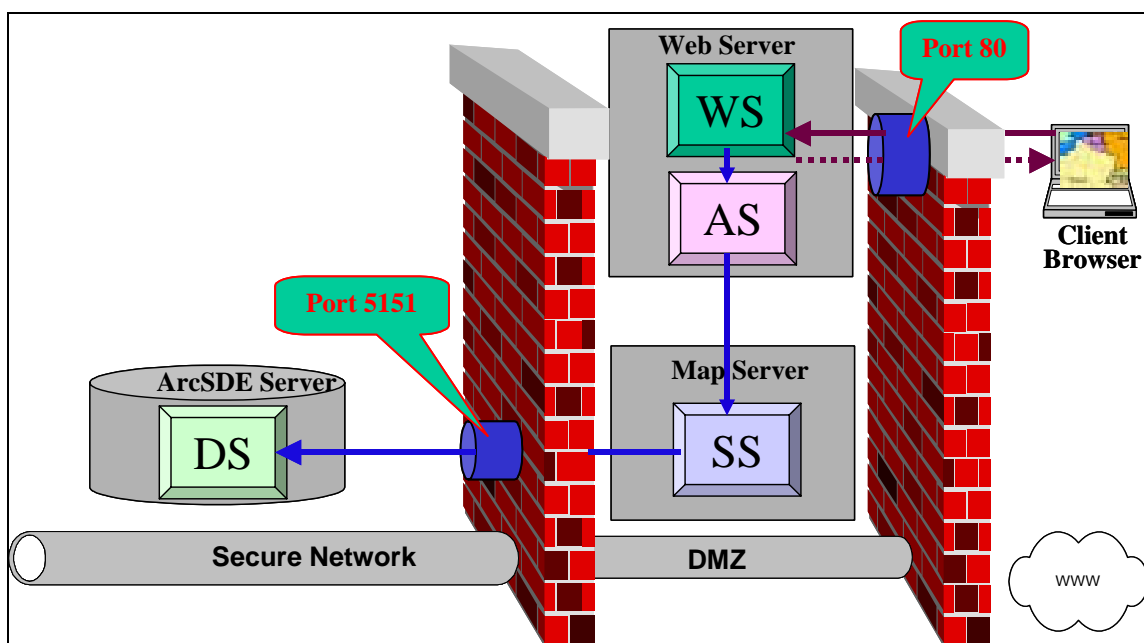 Web Server
Port 80
WS
AS
Client
Browser
Port 5151
ArcSDE Server
Map Server
DS
SS
Secure Network
DMZ
www